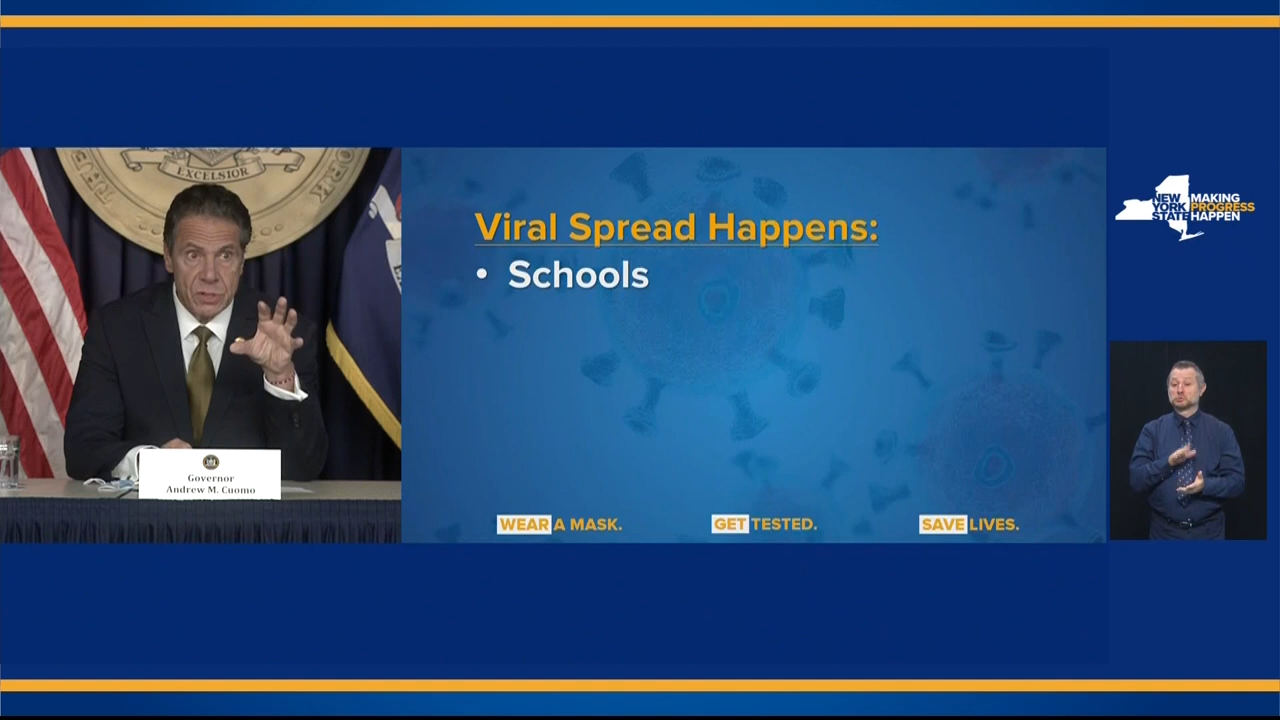 EXCELSIOR
Governor
Andrew M. Cuomo
Viral Spread Happens:
• Schools
WEAR A MASK.
GET TESTED.
SAVE LIVES.
NEW
YORK
STATE
MAKING
PROGRESS
HAPPEN